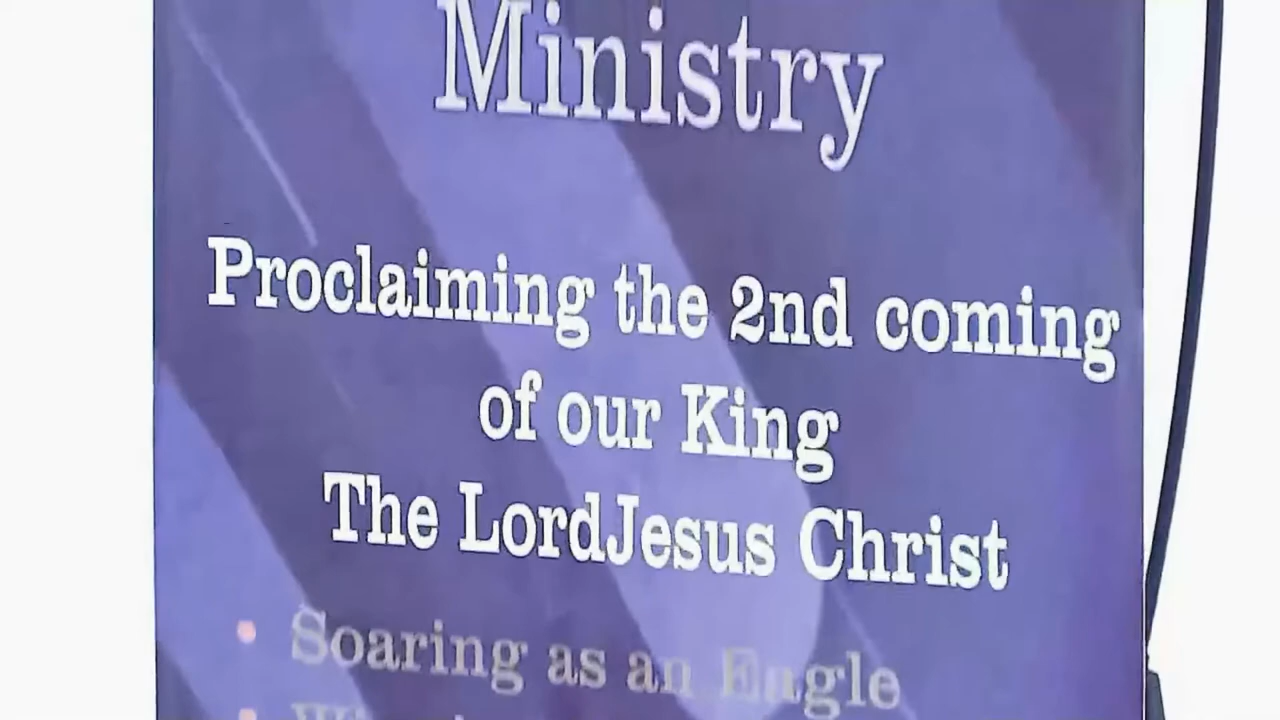 Ministry
Proclaiming the 2nd coming
of our King
The LordJesus Christ
• Soaring as an Eagle